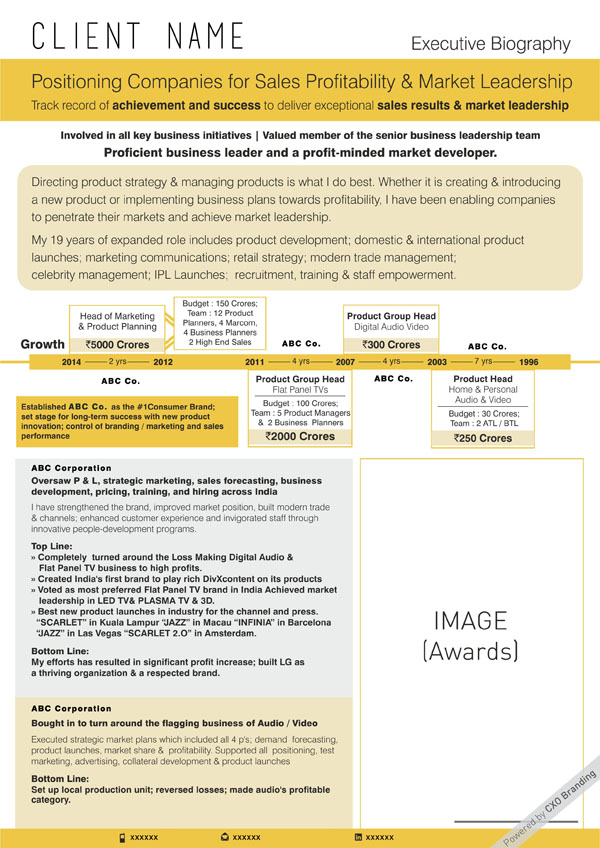 CLIENT NAME
Executive Biography
Positioning Companies for Sales Profitability & Market Leadership
Track record of achievement and success to deliver exceptional sales results & market leadership
Involved in all key business initiatives | Valued member of the senior business leadership team
Proficient business leader and a profit-minded market developer.
Directing product strategy & managing products is what I do best. Whether it is creating & introducing
a new product or implementing business plans towards profitability, I have been enabling companies
to penetrate their markets and achieve market leadership.
My 19 years of expanded role includes product development; domestic & international product
launches; marketing communications; retail strategy; modern trade management;
celebrity management; IPL Launches; recruitment, training & staff empowerment.
Growth
Head of Marketing
& Product Planning
₹5000 Crores
Budget : 150 Crores;
Team : 12 Product
Planners, 4 Marcom,
4 Business Planners
2 High End Sales
ABC Co.
Product Group Head
Digital Audio Video
₹300 Crores
ABC Co.
2014 2 yrs 2012 2011 4 yrs 2007 4 yrs 2003 7 yrs 1996
ABC Co.
Established ABC Co. as the #1Consumer Brand;
set stage for long-term success with new product
innovation; control of branding / marketing and sales
performance
Product Group Head
Flat Panel TVs
Budget : 100 Crores;
Team : 5 Product Managers
& 2 Business Planners
₹2000 Crores
ABC Co.
Product Head
Home & Personal
Audio & Video
Budget : 30 Crores;
Team : 2 ATL / BTL
₹250 Crores
ABC Corporation
Oversaw P & L, strategic marketing, sales forecasting, business
development, pricing, training, and hiring across India
I have strengthened the brand, improved market position, built modern trade
& channels; enhanced customer experience and invigorated staff through
innovative people-development programs.
Top Line:
» Completely turned around the Loss Making Digital Audio &
Flat Panel TV business to high profits.
» Created India's first brand to play rich DivXcontent on its products
» Voted as most preferred Flat Panel TV brand in India Achieved market
leadership in LED TV& PLASMA TV & 3D.
» Best new product launches in industry for the channel and press.
“SCARLET” in Kuala Lumpur “JAZZ” in Macau “INFINIA” in Barcelona
“JAZZ” in Las Vegas “SCARLET 2.O” in Amsterdam.
Bottom Line:
My efforts has resulted in significant profit increase; built LG as
a thriving organization & a respected brand.
ABC Corporation
Bought in to turn around the flagging business of Audio / Video
Executed strategic market plans which included all 4 p's; demand forecasting,
product launches, market share & profitability. Supported all positioning, test
marketing, advertising, collateral development & product launches
Bottom Line:
Set up local production unit; reversed losses; made audio's profitable
category.
IMAGE
(Awards)
Powered by CXO Branding
xxxxxx xxxxxx in xxxxxx